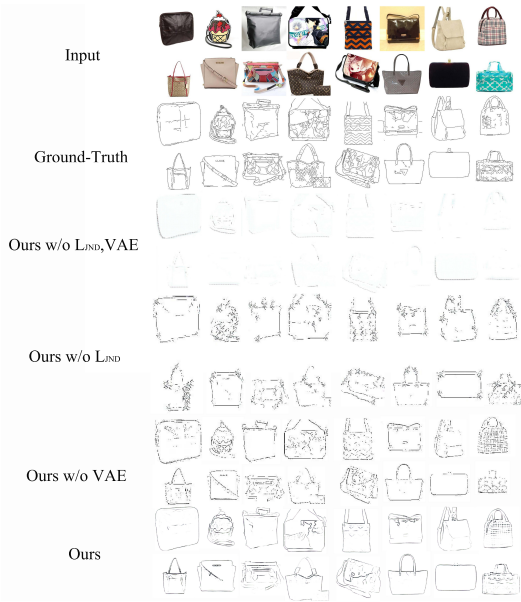 Input
Ground-Truth
Ours w/o LJND,VAE
Ours w/o LJND
Ours w/o VAE
Ours